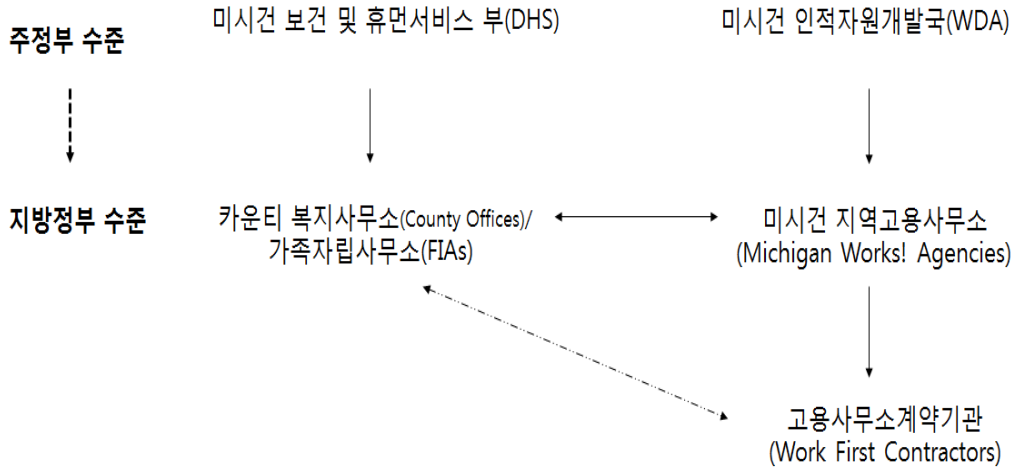 미시건 보건 및 휴먼서비스 부(DHS)
미시건 인적자원개발국(WDA)
주정부 수준
지방정부 수준
카운티 복지사무소(County Offices)/
가족자립사무소(FIAs)
미시건 지역고용사무소
(Michigan Works! Agencies)
고용사무소계약기관
(Work First Contractors)